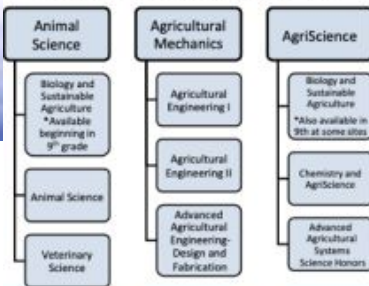 Animal
Science
Biology and
Sustainable
Agriculture
*Available
beginning in
9th grade
Animal Science
Veterinary
Science
Agricultural
Mechanics
Agricultural
Engineering I
Agricultural
Engineering II
Advanced
Agricultural
Engineering-
Design and
Fabrication
AgriScience
Biology and
Sustainable
Agriculture
*Also available in
9th at some sites
Chemistry and
AgriScience
Advanced
Agricultural
Systems
Science Honors